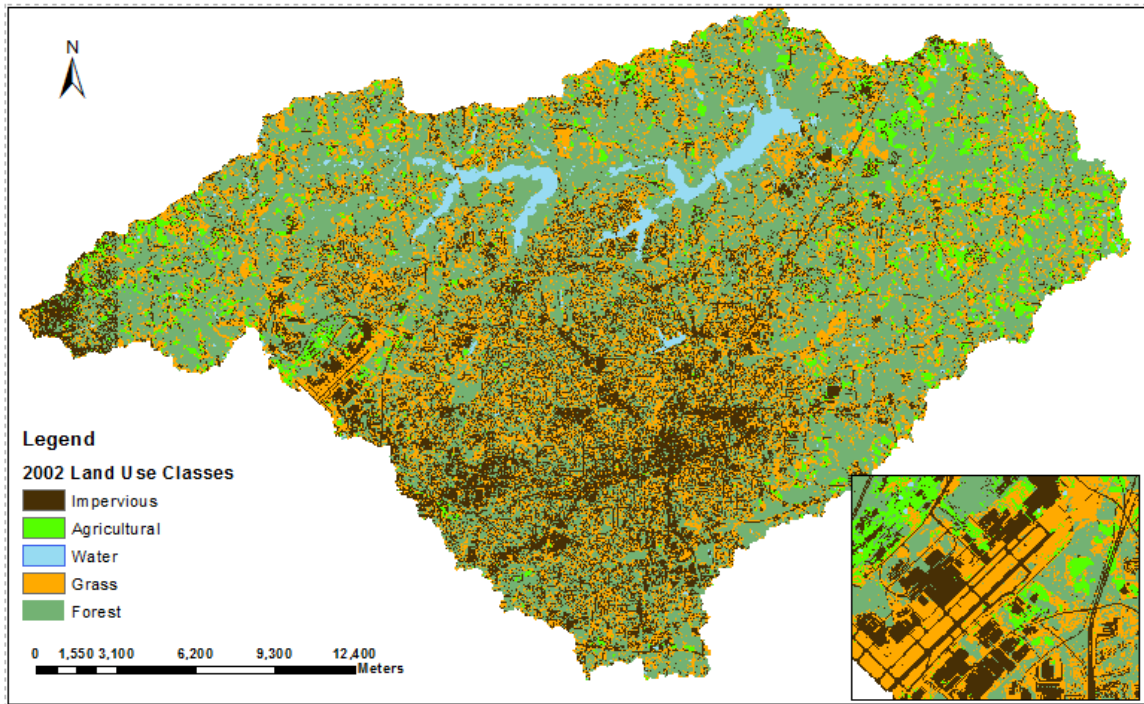 N
Legend
2002 Land Use Classes
Impervious
Agricultural
Water
Grass
Forest
0 1,550 3,100 6,200 9,300 12,400
Meters